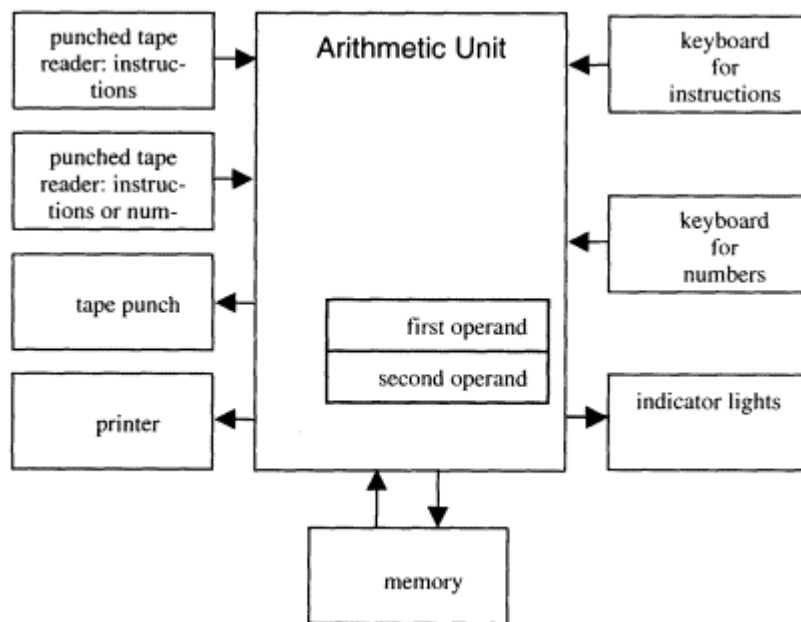 punched tape
reader: instruc-
tions
punched tape
reader: instruc-
tions or num-
tape punch
printer
Arithmetic Unit
first operand
second operand
memory
keyboard
for
instructions
keyboard
for
numbers
indicator lights